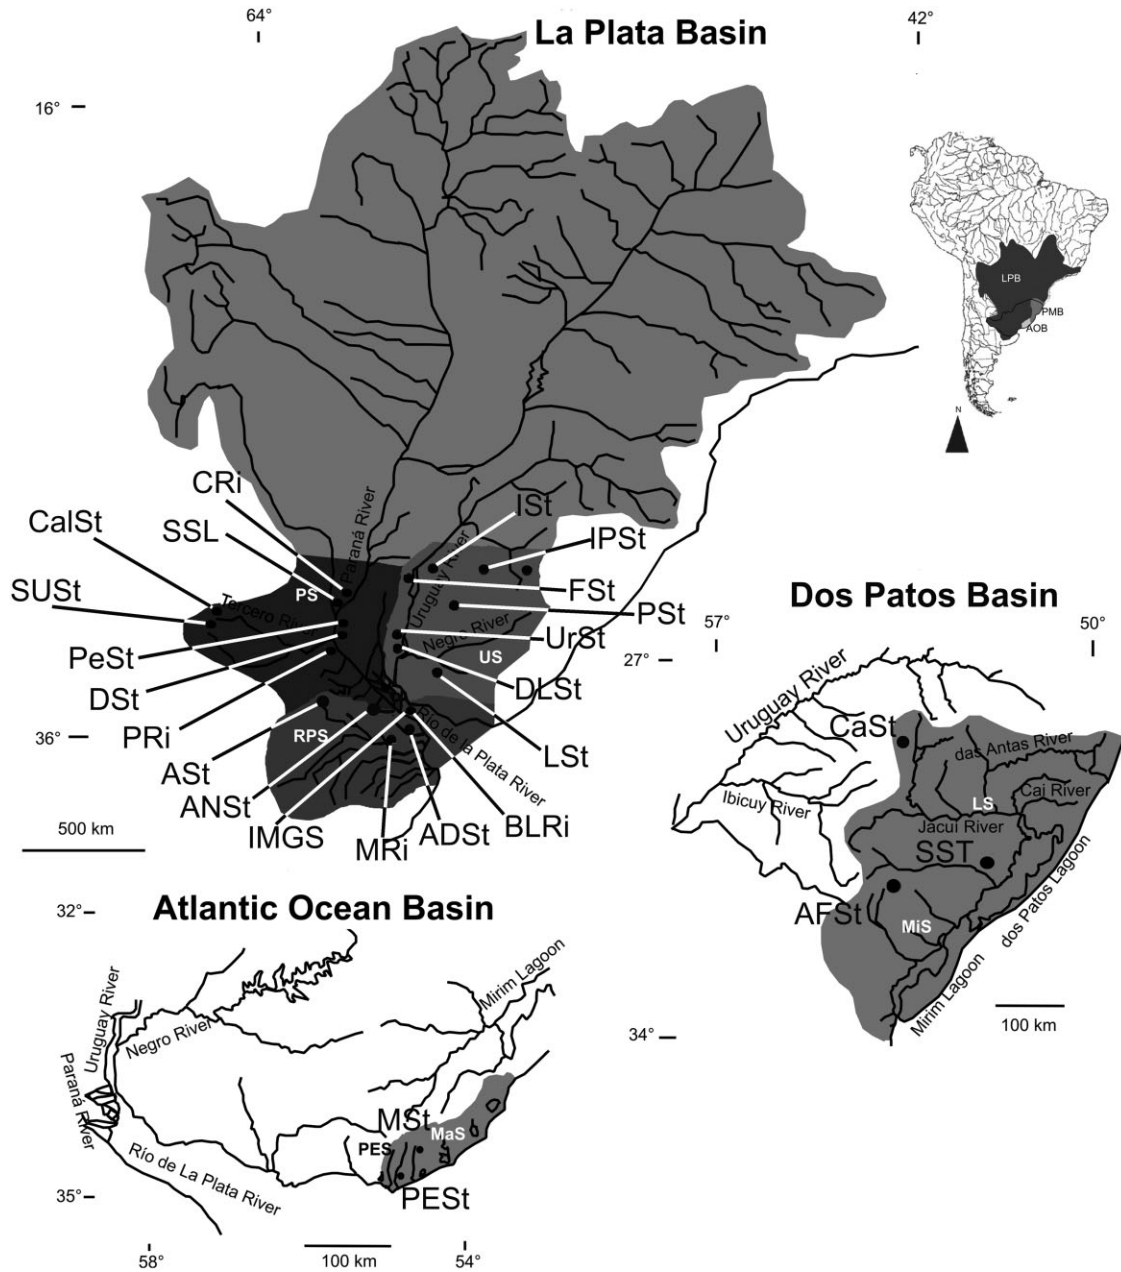 La Plata Basin
64°
42°
16°
LPB
PMB
AOB
N
CRi
CalSt
SSL
SUSt
PeSt
DSt
PRi
ASt
ANSt
IMGS
MRi
ADSt
BLRi
LSt
DLSt
UrSt
PSt
FSt
IPSt
ISt
Paraná River
Uruguay River
Tercero River
Negro River
Río de la Plata River
PS
US
RPS
27°
36°
500 km
Dos Patos Basin
57°
50°
Uruguay River
CaSt
das Antas River
Ibicuy River
Cai River
LS
Jacuí River
SST
AFSt
MiS
dos Patos Lagoon
Mirim Lagoon
100 km
34°
Atlantic Ocean Basin
32°
Uruguay River
Negro River
Paraná River
Mirim Lagoon
MSt
MaS
PES
Río de La Plata River
PESt
35°
58°
100 km
54°